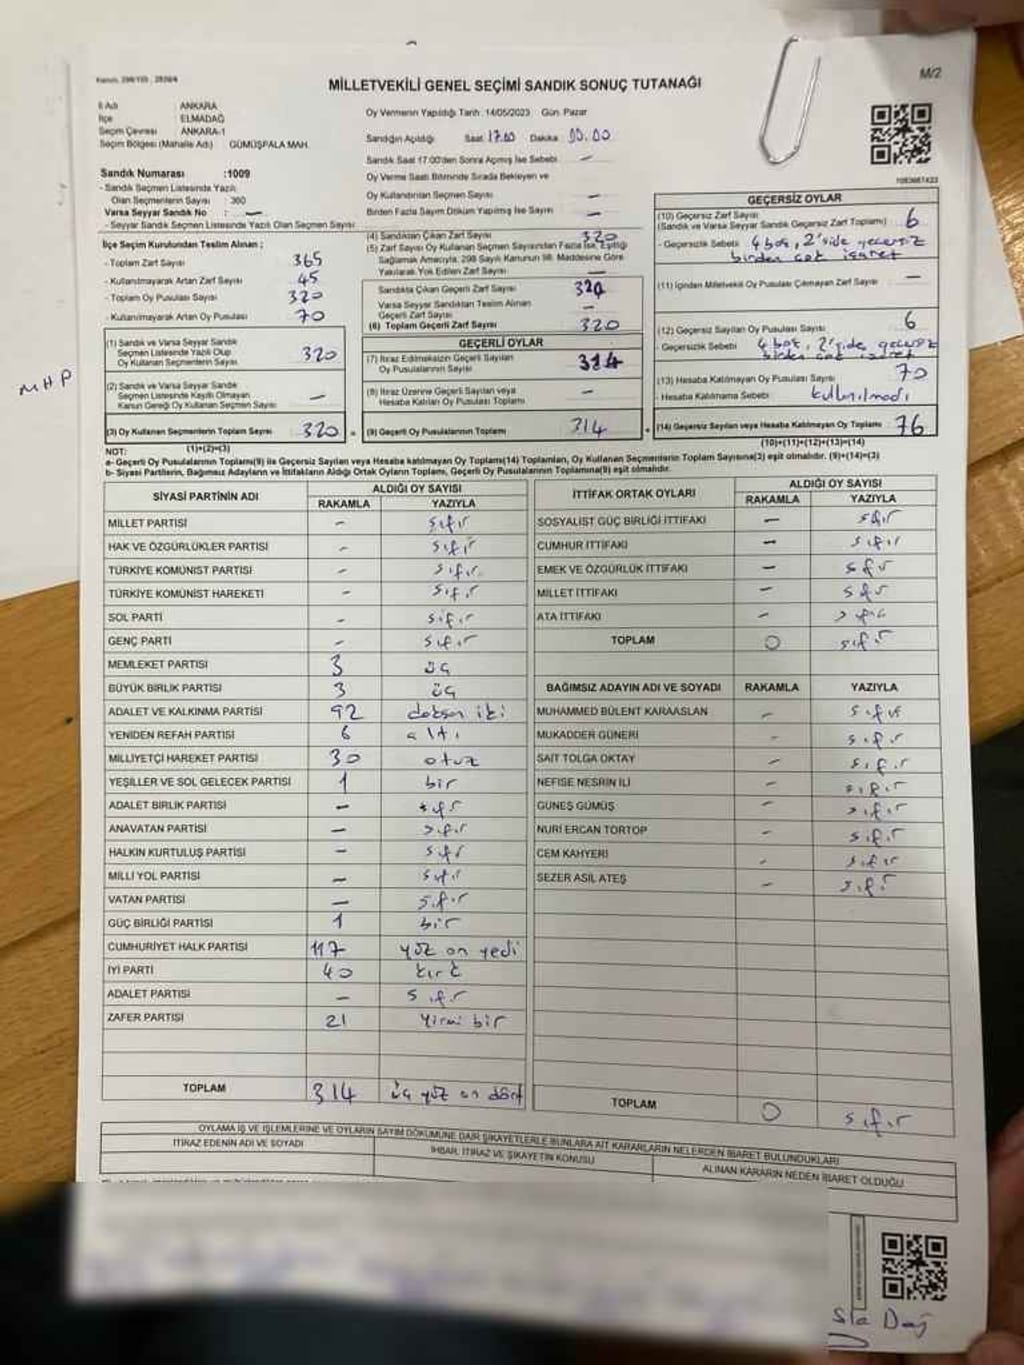 Kanun. 298/105 , 2839/4
M/2
MİLLETVEKİLİ GENEL SEÇİMİ SANDIK SONUÇ TUTANAĞI
İl Adı : ANKARA
İlçe : ELMADAĞ
Seçim Çevresi : ANKARA-1
Seçim Bölgesi (Mahalle Adı) : GÜMÜŞPALA MAH.
Sandık Numarası :1009
- Sandık Seçmen Listesinde Yazılı
Olan Seçmenlerin Sayısı : 360
Varsa Seyyar Sandık No : —
- Seyyar Sandık Seçmen Listesinde Yazılı Olan Seçmen Sayısı
Oy Vermenin Yapıldığı Tarih :14/05/2023 Gün: Pazar
Sandığın Açıldığı Saat: 17.00 Dakika: 00.00
Sandık Saat 17:00'den Sonra Açılmış İse Sebebi : —
Oy Verme Saati Bitiminde Sırada Bekleyen ve
Oy Kullandırılan Seçmen Sayısı : —
Birden Fazla Sayım Döküm Yapılmış İse Sayısı : —
İlçe Seçim Kurulundan Teslim Alınan ;
- Toplam Zarf Sayısı : 365
- Kullanılmayarak Artan Zarf Sayısı : 45
- Toplam Oy Pusulası Sayısı : 320
- Kullanılmayarak Artan Oy Pusulası : 70
(1) Sandık ve Varsa Seyyar Sandık
Seçmen Listesinde Yazılı Olup
Oy Kullanan Seçmenlerin Sayısı : 320
(2) Sandık ve Varsa Seyyar Sandık
Seçmen Listesinde Kayıtlı Olmayan
Kanun Gereği Oy Kullanan Seçmen Sayısı : —
(3) Oy Kullanan Seçmenlerin Toplam Sayısı : 320
(1)+(2)=(3)
(4) Sandıktan Çıkan Zarf Sayısı : 320
(5) Zarf Sayısı Oy Kullanan Seçmen Sayısından Fazla İse, Eşitliği
Sağlamak Amacıyla, 298 Sayılı Kanunun 98. Maddesine Göre
Yakılarak Yok Edilen Zarf Sayısı : —
Sandıkta Çıkan Geçerli Zarf Sayısı : 320
Varsa Seyyar Sandıktan Teslim Alınan
Geçerli Zarf Sayısı : —
(6) Toplam Geçerli Zarf Sayısı : 320
GEÇERLİ OYLAR
(7) İtiraz Edilmeksizin Geçerli Sayılan
Oy Pusulalarının Sayısı : 314
(8) İtiraz Üzerine Geçerli Sayılan veya
Hesaba Katılan Oy Pusulası Toplamı : —
(9) Geçerli Oy Pusulalarının Toplamı : 314
1083687423
GEÇERSİZ OYLAR
(10) Geçersiz Zarf Sayısı
(Sandık ve Varsa Seyyar Sandık Geçersiz Zarf Toplamı) : 6
- Geçersizlik Sebebi : 4 boş, 2'side geçersiz
birden çok işaret
(11) İçinden Milletvekili Oy Pusulası Çıkmayan Zarf Sayısı : —
(12) Geçersiz Sayılan Oy Pusulası Sayısı : 6
- Geçersizlik Sebebi : 4 boş, 2'side geçersiz
birden çok işaret
(13) Hesaba Katılmayan Oy Pusulası Sayısı : 70
- Hesaba Katılmama Sebebi : kullanılmadı
(14) Geçersiz Sayılan veya Hesaba Katılmayan Oy Toplamı : 76
(10)+(11)+(12)+(13)=(14)
MHP
NOT:
a- Geçerli Oy Pusulalarının Toplamı(9) ile Geçersiz Sayılan veya Hesaba katılmayan Oy Toplamı(14) Toplamları, Oy Kullanan Seçmenlerin Toplam Sayısına(3) eşit olmalıdır. (9)+(14)=(3)
b- Siyasi Partilerin, Bağımsız Adayların ve İttifakların Aldığı Ortak Oyların Toplamı, Geçerli Oy Pusulalarının Toplamına(9) eşit olmalıdır.
SİYASİ PARTİNİN ADI ALDIĞI OY SAYISI
RAKAMLA YAZIYLA
MİLLET PARTİSİ - sıfır
HAK VE ÖZGÜRLÜKLER PARTİSİ - sıfır
TÜRKİYE KOMÜNİST PARTİSİ - sıfır
TÜRKİYE KOMÜNİST HAREKETİ - sıfır
SOL PARTİ - sıfır
GENÇ PARTİ - sıfır
MEMLEKET PARTİSİ 3 üç
BÜYÜK BİRLİK PARTİSİ 3 üç
ADALET VE KALKINMA PARTİSİ 92 doksan iki
YENİDEN REFAH PARTİSİ 6 altı
MİLLİYETÇİ HAREKET PARTİSİ 30 otuz
YEŞİLLER VE SOL GELECEK PARTİSİ 1 bir
ADALET BİRLİK PARTİSİ - sıfır
ANAVATAN PARTİSİ - sıfır
HALKIN KURTULUŞ PARTİSİ - sıfır
MİLLİ YOL PARTİSİ - sıfır
VATAN PARTİSİ - sıfır
GÜÇ BİRLİĞİ PARTİSİ 1 bir
CUMHURİYET HALK PARTİSİ 117 yüz on yedi
İYİ PARTİ 40 kırk
ADALET PARTİSİ - sıfır
ZAFER PARTİSİ 21 yirmi bir
TOPLAM 314 üç yüz on dört
İTTİFAK ORTAK OYLARI ALDIĞI OY SAYISI
RAKAMLA YAZIYLA
SOSYALİST GÜÇ BİRLİĞİ İTTİFAKI - sıfır
CUMHUR İTTİFAKI - sıfır
EMEK VE ÖZGÜRLÜK İTTİFAKI - sıfır
MİLLET İTTİFAKI - sıfır
ATA İTTİFAKI - sıfır
TOPLAM 0 sıfır
BAĞIMSIZ ADAYIN ADI VE SOYADI RAKAMLA YAZIYLA
MUHAMMED BÜLENT KARAASLAN - sıfır
MUKADDER GÜNERİ - sıfır
SAİT TOLGA OKTAY - sıfır
NEFİSE NESRİN İLİ - sıfır
GÜNEŞ GÜMÜŞ - sıfır
NURİ ERCAN TORTOP - sıfır
CEM KAHYERİ - sıfır
SEZER ASİL ATEŞ - sıfır
TOPLAM 0 sıfır
OYLAMA İŞ VE İŞLEMLERİNE VE OYLARIN SAYIM DÖKÜMÜNE DAİR ŞİKAYETLERLE BUNLARA AİT KARARLARIN NELERDEN İBARET BULUNDUKLARI
İTİRAZ EDENİN ADI VE SOYADI İHBAR, İTİRAZ VE ŞİKAYETİN KONUSU ALINAN KARARIN NEDEN İBARET OLDUĞU
Dağ